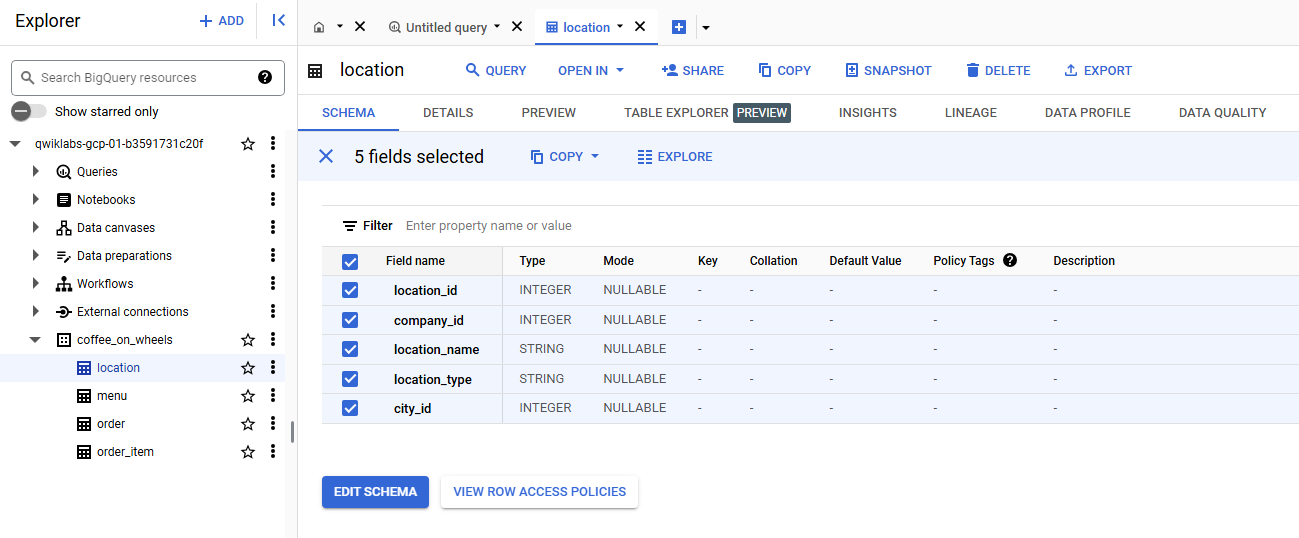 Explorer
+ ADD
Search BigQuery resources
?
Show starred only
qwiklabs-gcp-01-b3591731c20f
Queries
Notebooks
Data canvases
Data preparations
Workflows
External connections
coffee_on_wheels
location
menu
order
order_item
Untitled query
location
location
QUERY
OPEN IN
SHARE
COPY
SNAPSHOT
DELETE
EXPORT
SCHEMA
DETAILS
PREVIEW
TABLE EXPLORER PREVIEW
INSIGHTS
LINEAGE
DATA PROFILE
DATA QUALITY
5 fields selected
COPY
EXPLORE
Filter Enter property name or value
Field name Type Mode Key Collation Default Value Policy Tags ? Description
location_id INTEGER NULLABLE - - - - -
company_id INTEGER NULLABLE - - - - -
location_name STRING NULLABLE - - - - -
location_type STRING NULLABLE - - - - -
city_id INTEGER NULLABLE - - - - -
EDIT SCHEMA
VIEW ROW ACCESS POLICIES